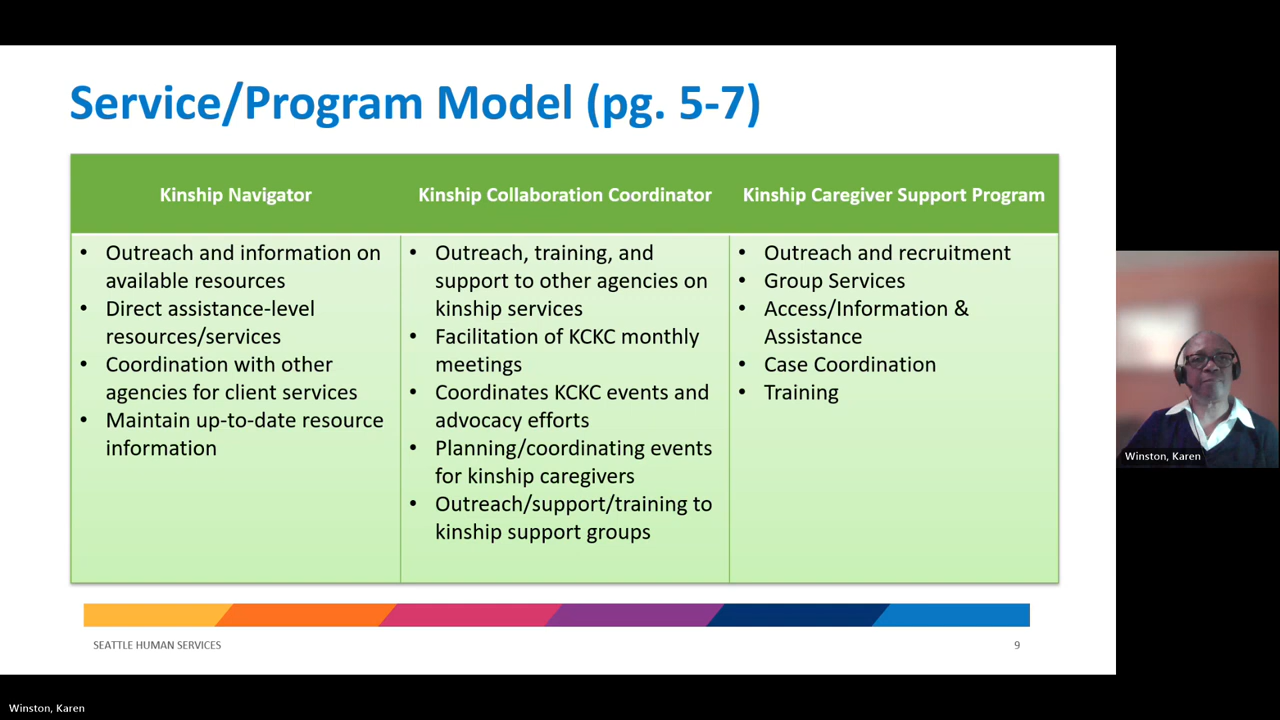 Service/Program Model (pg. 5-7)
Kinship Navigator
Kinship Collaboration Coordinator
Kinship Caregiver Support Program
• Outreach and information on
available resources
• Direct assistance-level
resources/services
• Coordination with other
agencies for client services
• Maintain up-to-date resource
information
• Outreach, training, and
support to other agencies on
kinship services
• Facilitation of KCKC monthly
meetings
• Coordinates KCKC events and
advocacy efforts
• Planning/coordinating events
for kinship caregivers
• Outreach/support/training to
kinship support groups
• Outreach and recruitment
• Group Services
• Access/Information &
Assistance
• Case Coordination
• Training
SEATTLE HUMAN SERVICES
9
Winston, Karen
Winston, Karen